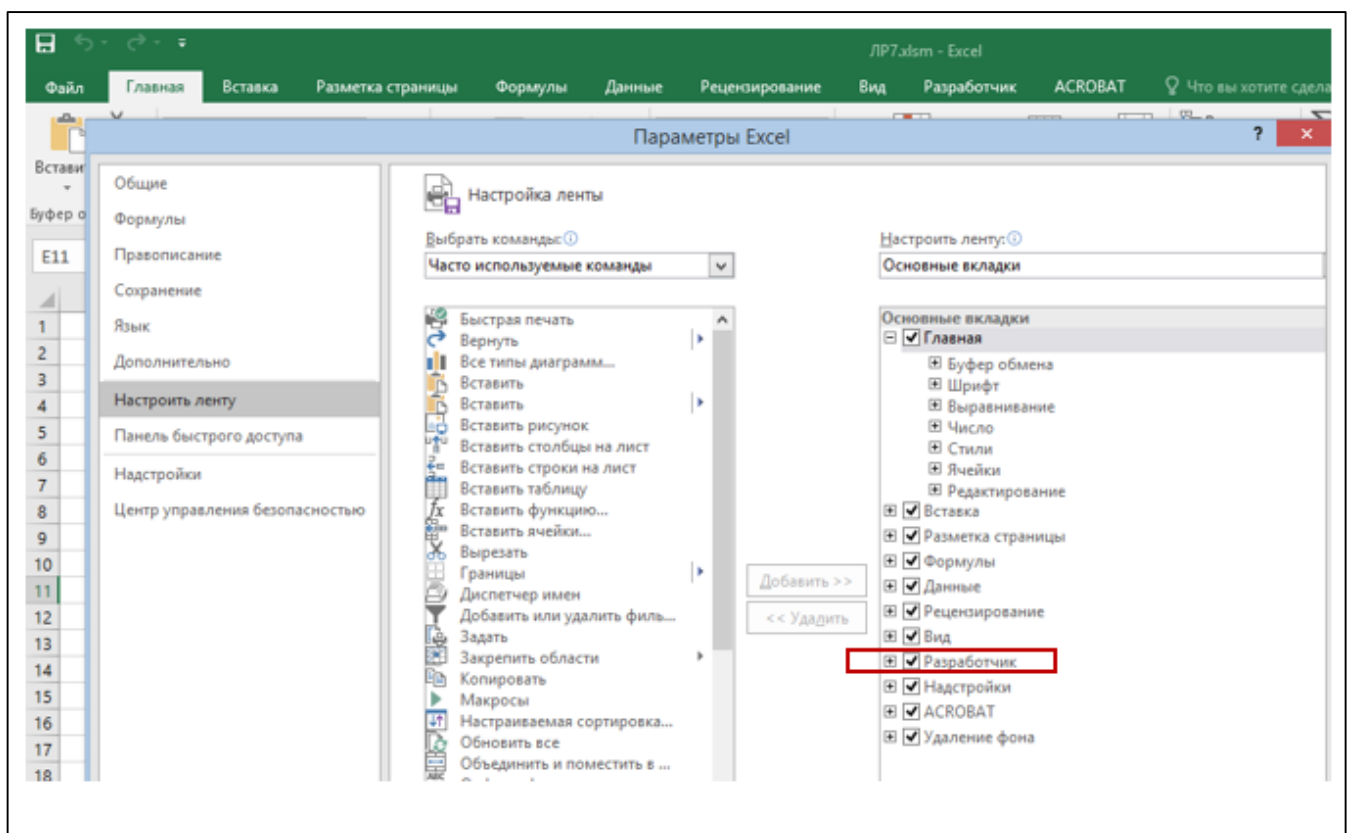 ЛР7.xlsm - Excel
Файл Главная Вставка Разметка страницы Формулы Данные Рецензирование Вид Разработчик ACROBAT Что вы хотите
Параметры Excel ?
Буфер
E11
1
2
3
4
5
6
7
8
9
10
11
12
13
14
15
16
17
18
Общие
Формулы
Правописание
Сохранение
Язык
Дополнительно
Настроить ленту
Панель быстрого доступа
Надстройки
Центр управления безопасностью
Настройка ленты
Выбрать команды:
Часто используемые команды
Быстрая печать
Вернуть
Все типы диаграмм...
Вставить
Вставить
Вставить рисунок
Вставить столбцы на лист
Вставить строки на лист
Вставить таблицу
Вставить функцию...
Вставить ячейки...
Вырезать
Границы
Диспетчер имен
Добавить или удалить филь...
Задать
Закрепить области
Копировать
Макросы
Настраиваемая сортировка...
Обновить все
Объединить и поместить в ...
Добавить >>
<< Удалить
Настроить ленту:
Основные вкладки
Основные вкладки
Главная
Буфер обмена
Шрифт
Выравнивание
Число
Стили
Ячейки
Редактирование
Вставка
Разметка страницы
Формулы
Данные
Рецензирование
Вид
Разработчик
Надстройки
ACROBAT
Удаление фона